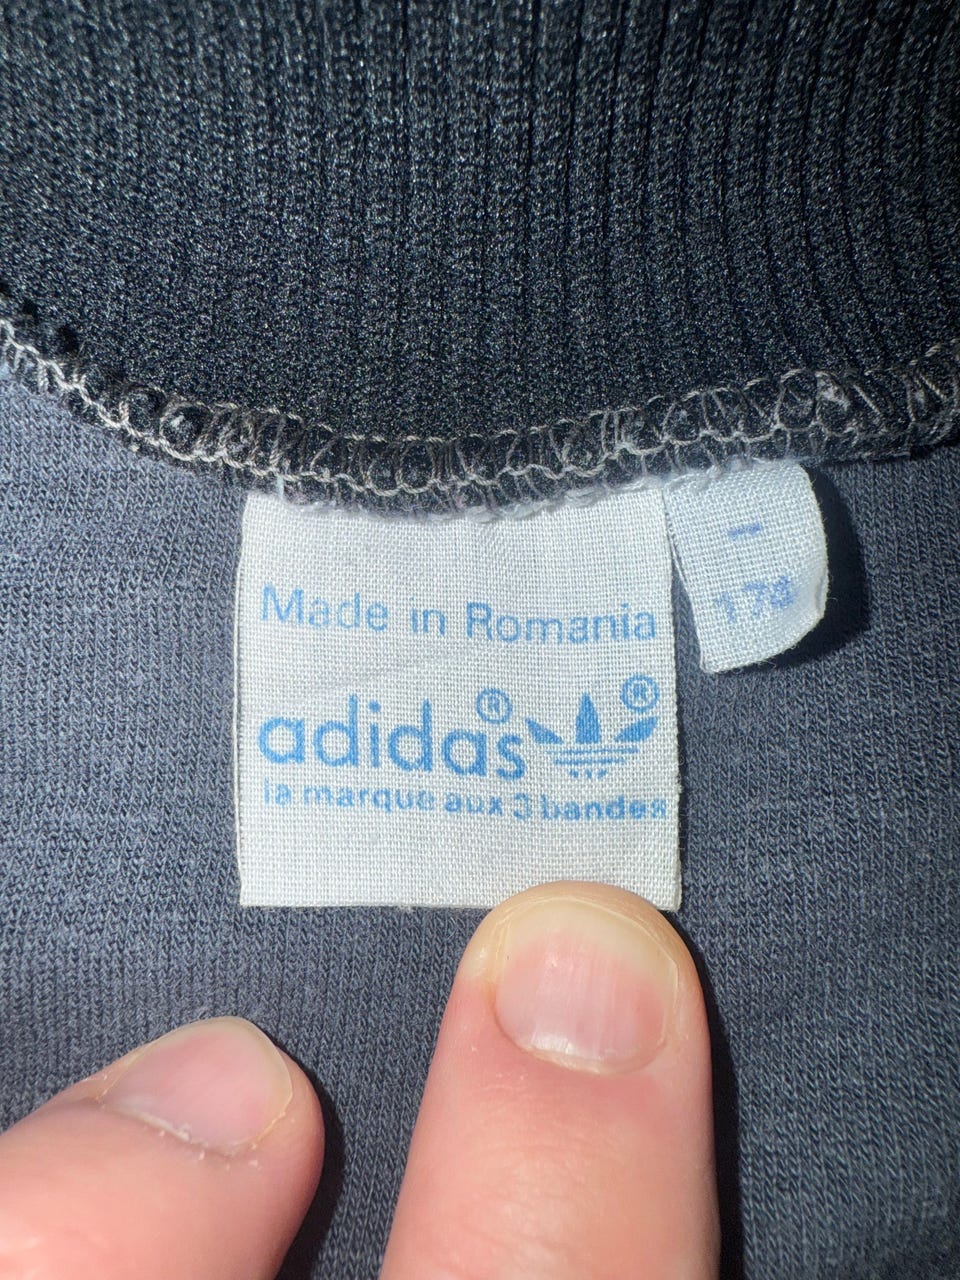 Made in Romania
adidas® ®
la marque aux 3 bandes
-